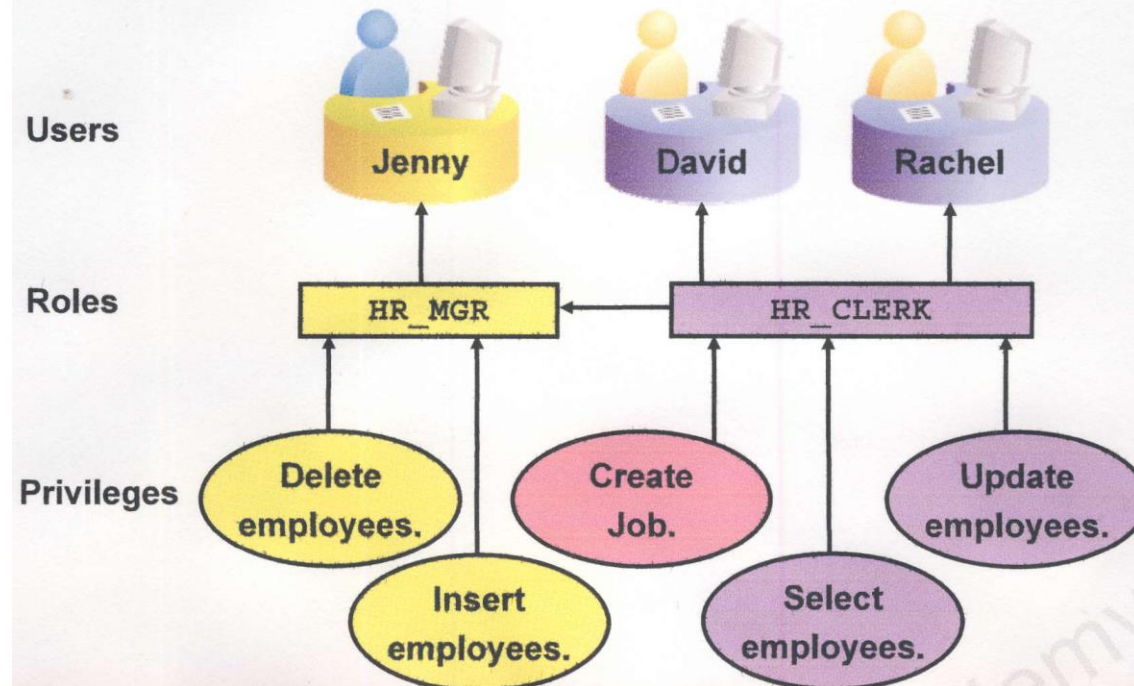 Users
Jenny
David
Rachel
Roles
HR_MGR
HR_CLERK
Privileges
Delete
employees.
Create
Job.
Update
employees.
Insert
employees.
Select
employees.